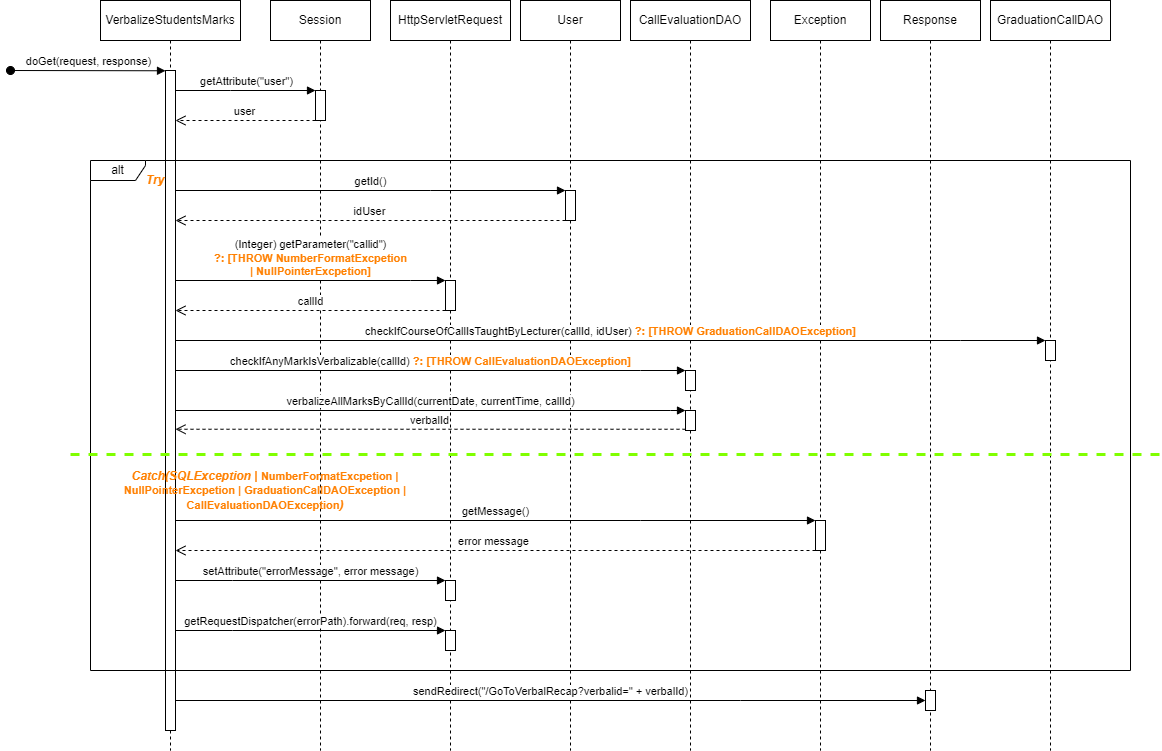 VerbalizeStudentsMarks
Session
HttpServletRequest
User
CallEvaluationDAO
Exception
Response
GraduationCallDAO
doGet(request, response)
getAttribute("user")
user
alt
Try
getId()
idUser
(Integer) getParameter("callid")
?: [THROW NumberFormatExcpetion
| NullPointerExcpetion]
callId
checkIfCourseOfCallIsTaughtByLecturer(callId, idUser) ?: [THROW GraduationCallDAOException]
checkIfAnyMarkIsVerbalizable(callId) ?: [THROW CallEvaluationDAOException]
verbalizeAllMarksByCallId(currentDate, currentTime, callId)
verbalId
Catch(SQLException | NumberFormatExcpetion |
NullPointerExcpetion | GraduationCallDAOException |
CallEvaluationDAOException)
getMessage()
error message
setAttribute("errorMessage", error message)
getRequestDispatcher(errorPath).forward(req, resp)
sendRedirect("/GoToVerbalRecap?verbalid=" + verbalId)